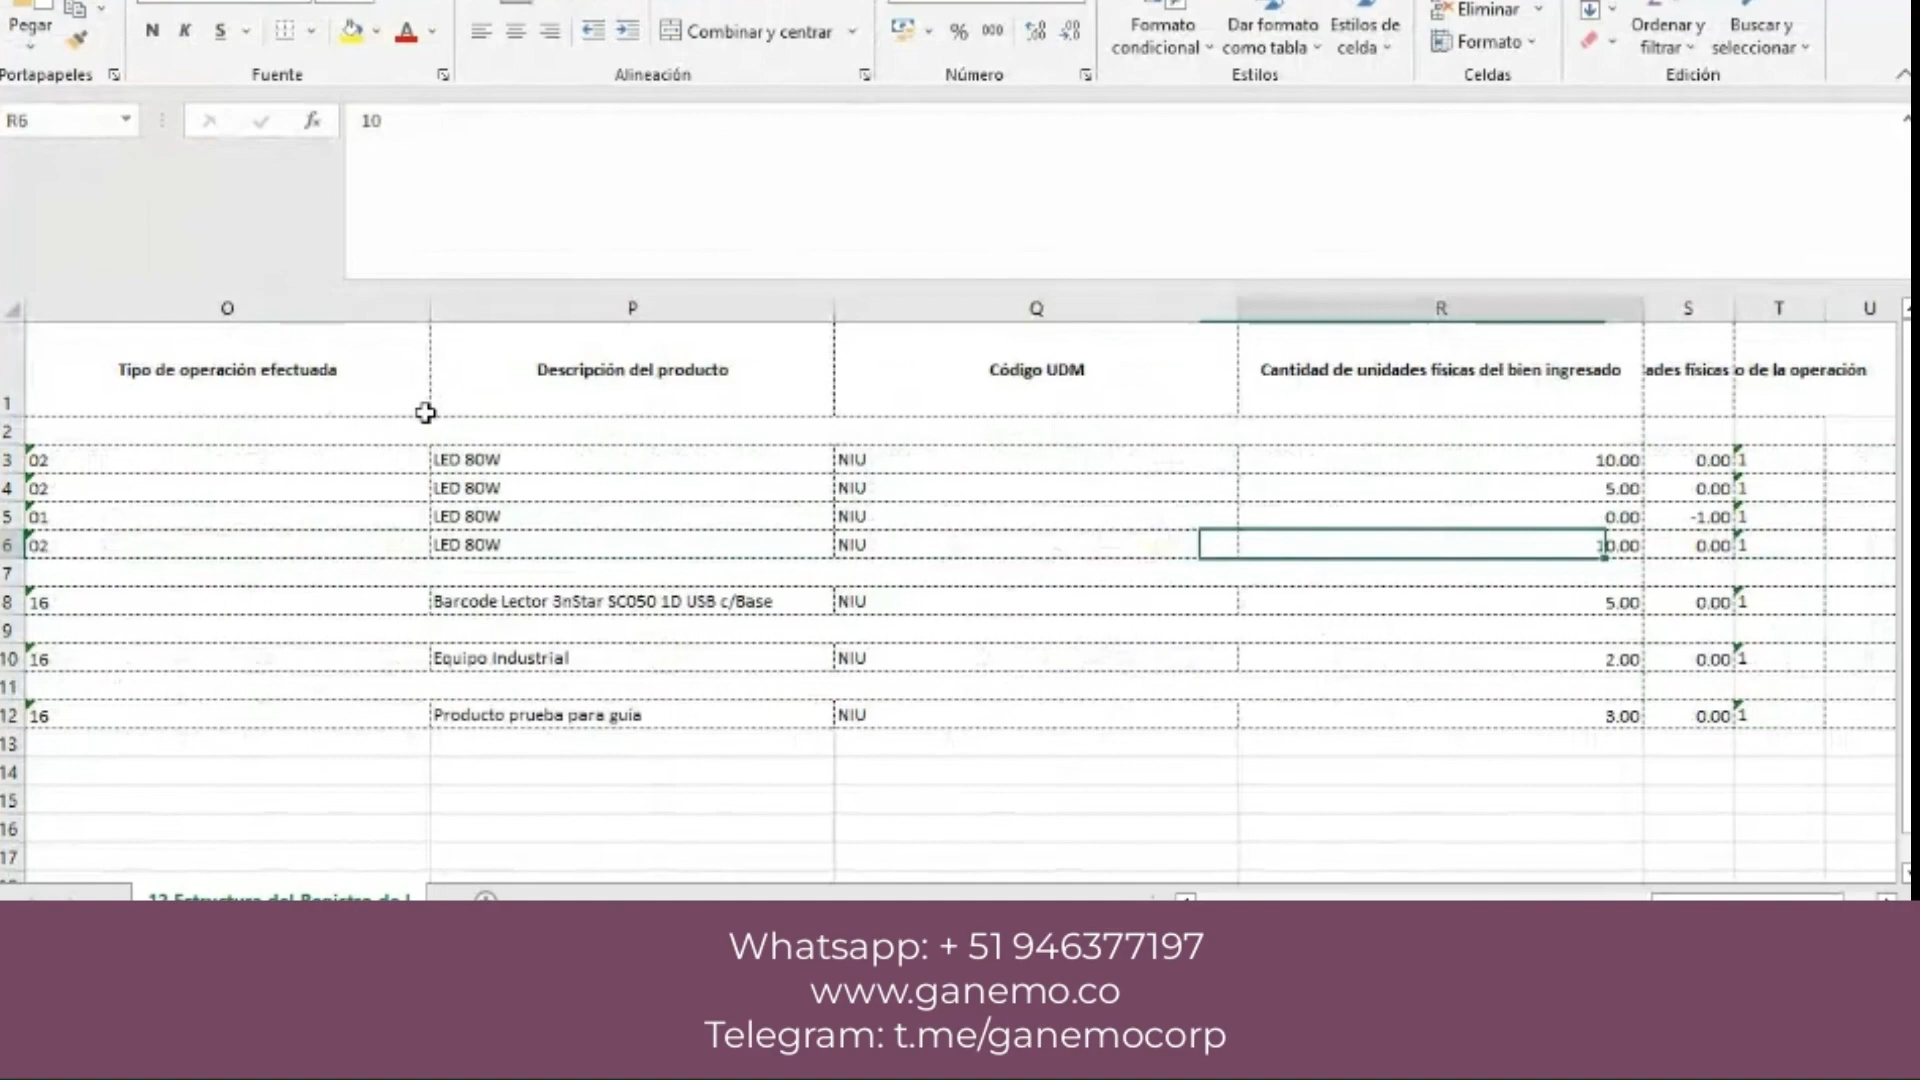 Pegar
Eliminar
Formato condicional
Dar formato como tabla
Estilos de celda
Ordenar y filtrar
Buscar y seleccionar
N K S A Combinar y centrar % 000 Formato
Portapapeles Fuente Alineación Número Estilos Celdas Edición
R6 fx 10
O P Q R S T U
1 Tipo de operación efectuada Descripción del producto Código UDM Cantidad de unidades físicas del bien ingresado ades físicas o de la operación
2
3 02 LED 80W NIU 10.00 0.00 1
4 02 LED 80W NIU 5.00 0.00 1
5 01 LED 80W NIU 0.00 -1.00 1
6 02 LED 80W NIU 10.00 0.00 1
7
8 16 Barcode Lector 3nStar SC050 1D USB c/Base NIU 5.00 0.00 1
9
10 16 Equipo Industrial NIU 2.00 0.00 1
11
12 16 Producto prueba para guía NIU 3.00 0.00 1
13
14
15
16
17
Whatsapp: + 51 946377197
www.ganemo.co
Telegram: t.me/ganemocorp